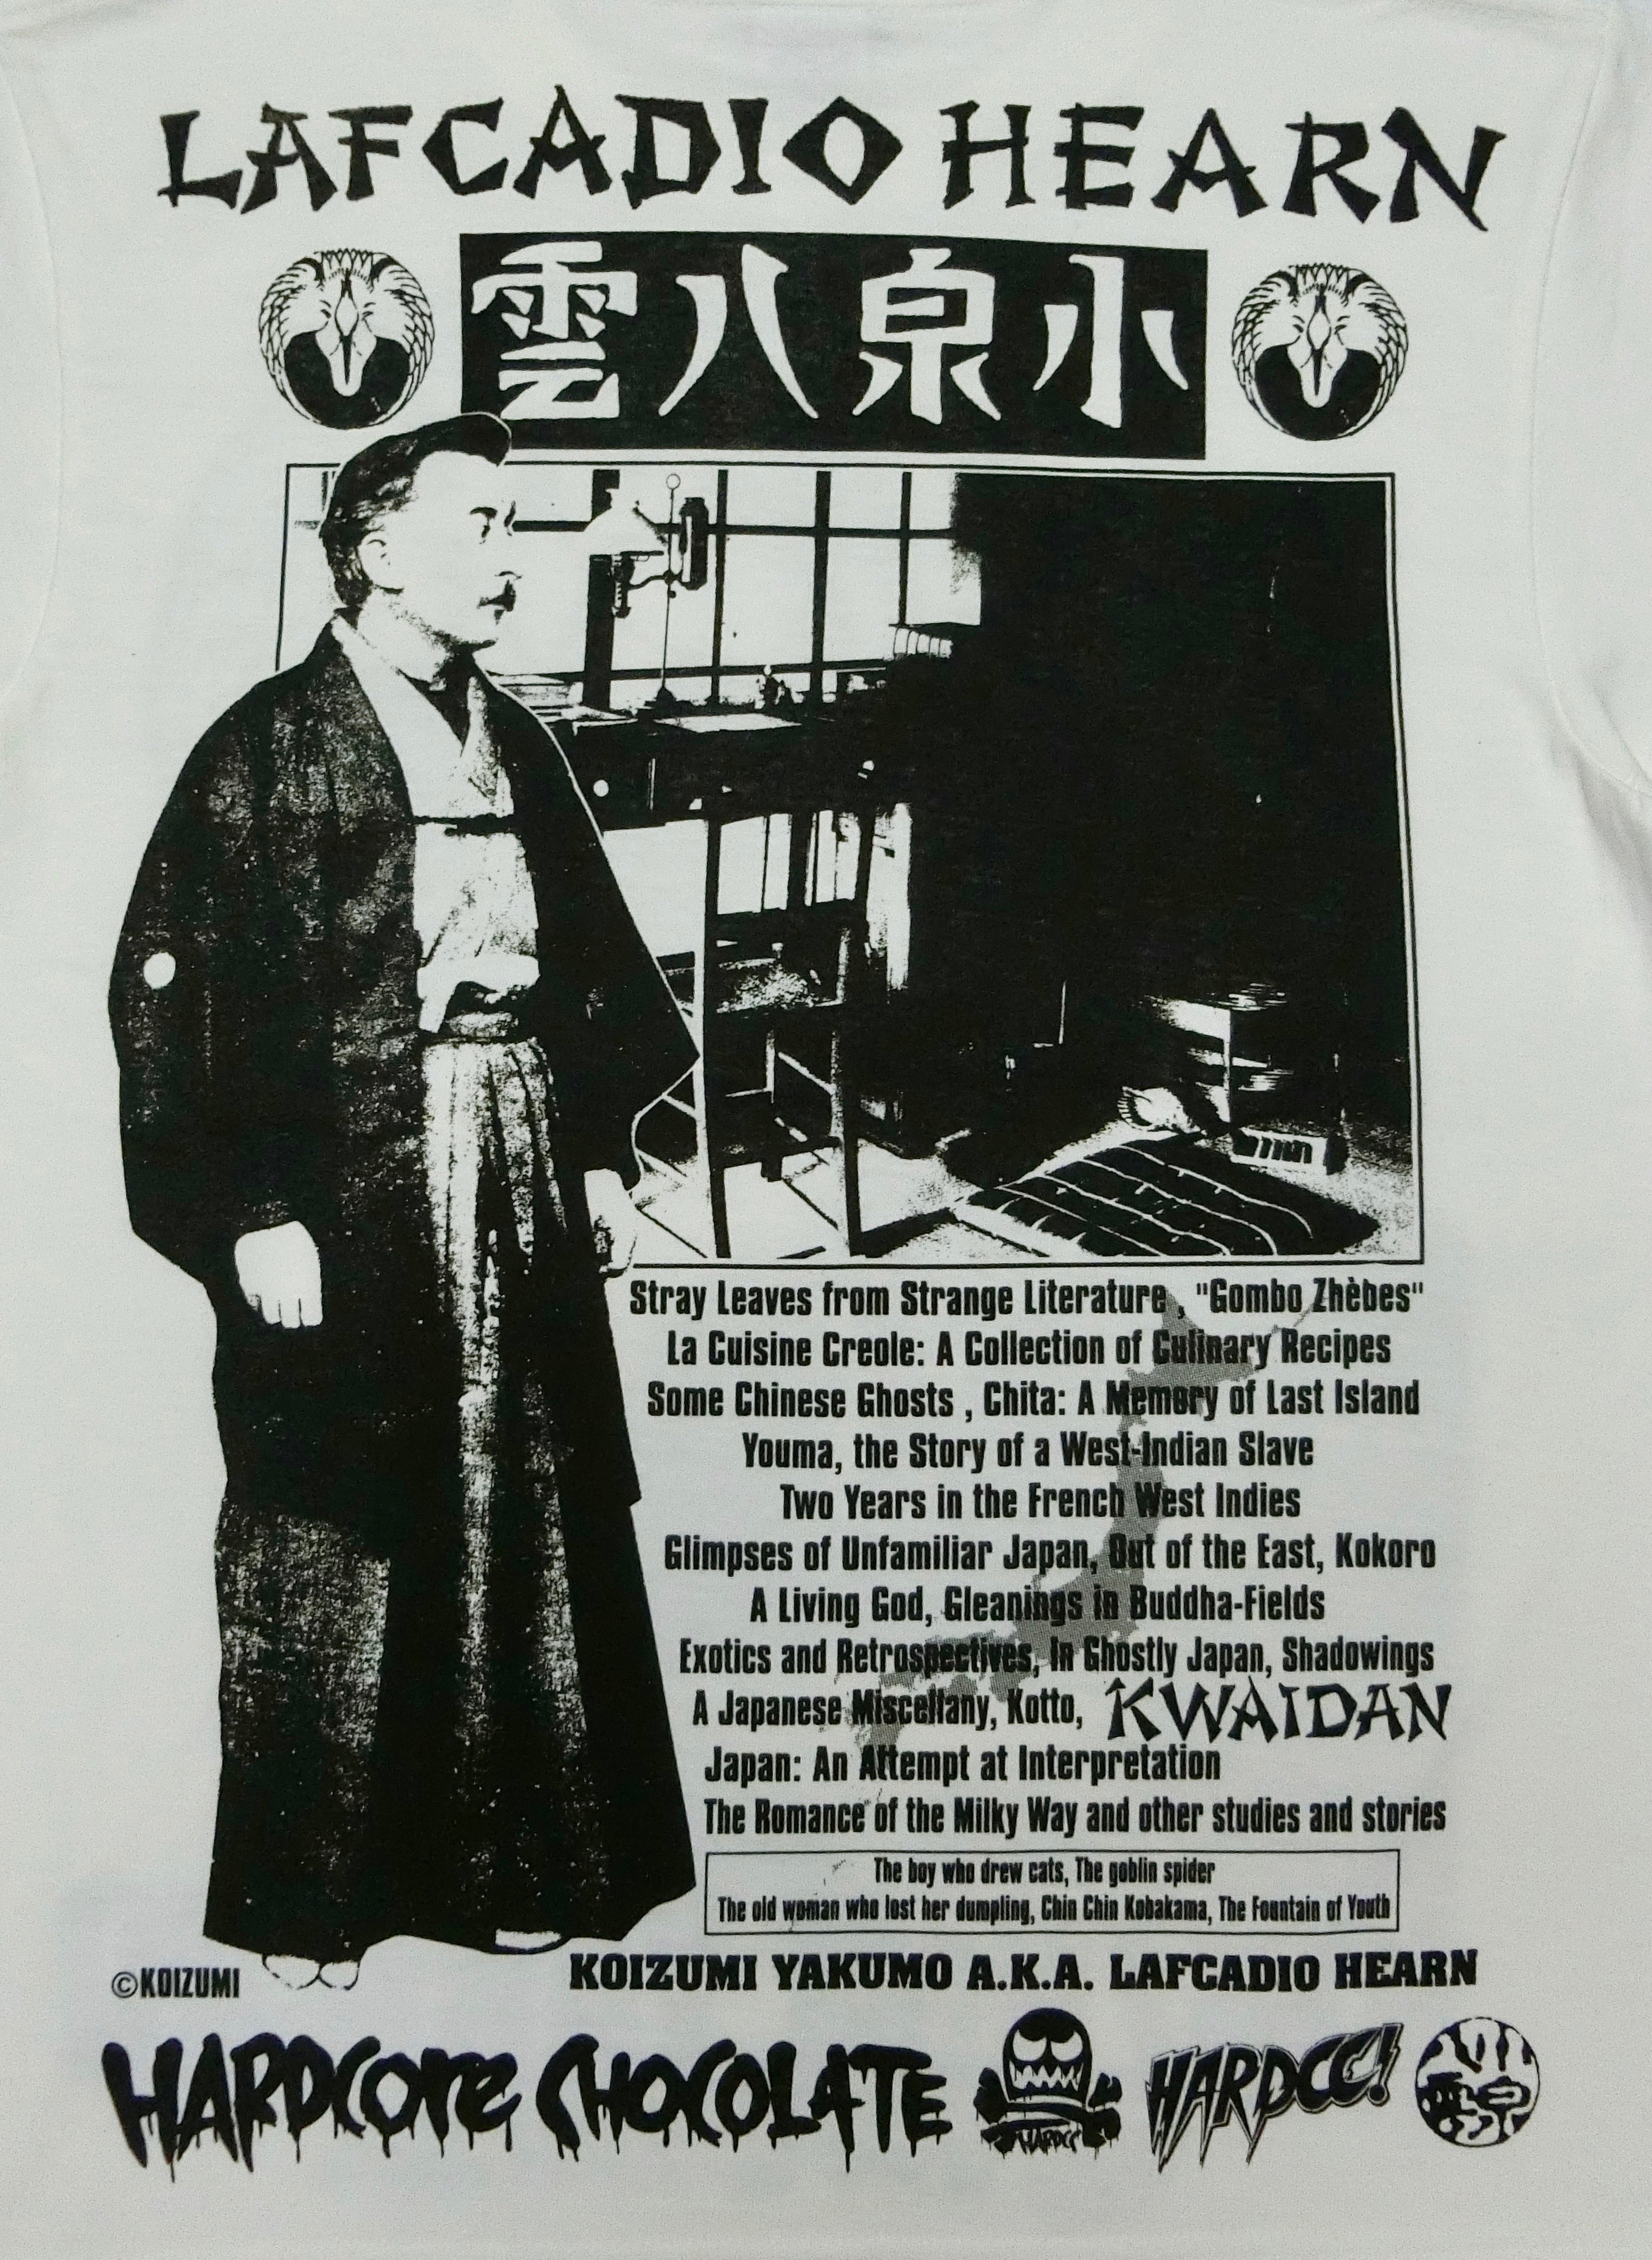 LAFCADIO HEARN
雲八泉小
Stray Leaves from Strange Literature , "Gombo Zhèbes"
La Cuisine Creole: A Collection of Culinary Recipes
Some Chinese Ghosts , Chita: A Memory of Last Island
Youma, the Story of a West-Indian Slave
Two Years in the French West Indies
Glimpses of Unfamiliar Japan, Out of the East, Kokoro
A Living God, Gleanings in Buddha-Fields
Exotics and Retrospectives, In Ghostly Japan, Shadowings
A Japanese Miscellany, Kotto, KWAIDAN
Japan: An Attempt at Interpretation
The Romance of the Milky Way and other studies and stories
The boy who drew cats, The goblin spider
The old woman who lost her dumpling, Chin Chin Kobakama, The Fountain of Youth
©KOIZUMI
KOIZUMI YAKUMO A.K.A. LAFCADIO HEARN
HARDCORE CHOCOLATE
HARDCC
HARDCC!